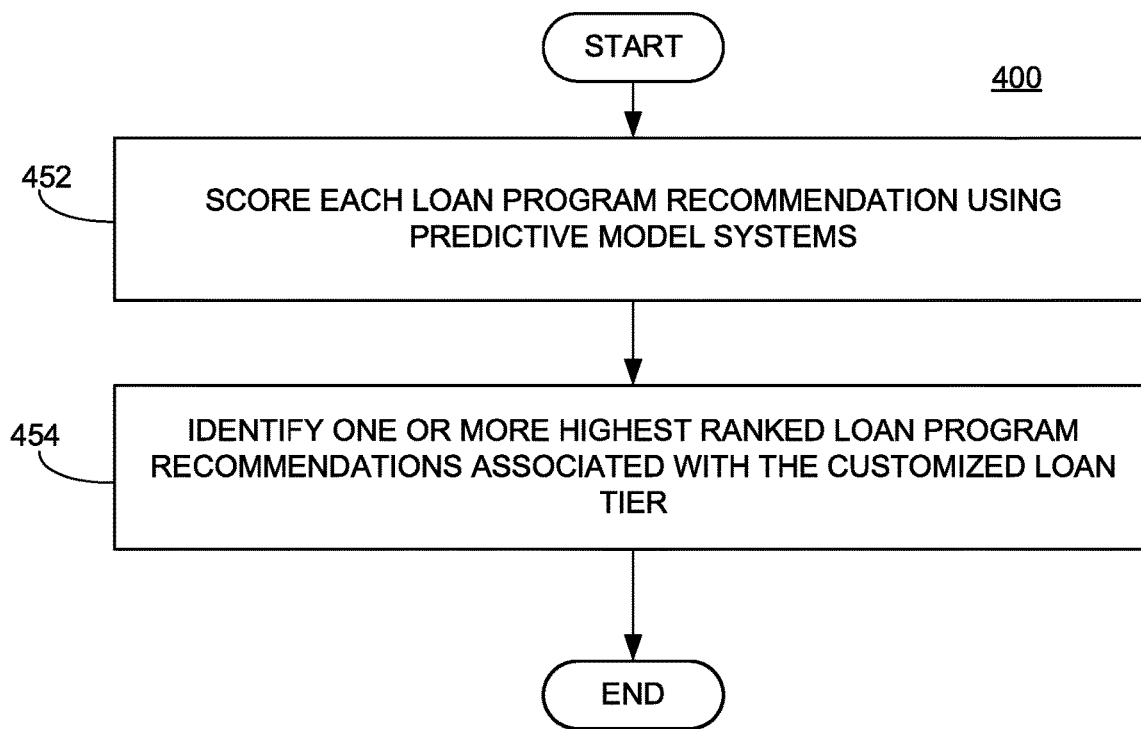 START
400
452
SCORE EACH LOAN PROGRAM RECOMMENDATION USING
PREDICTIVE MODEL SYSTEMS
454
IDENTIFY ONE OR MORE HIGHEST RANKED LOAN PROGRAM
RECOMMENDATIONS ASSOCIATED WITH THE CUSTOMIZED LOAN
TIER
END